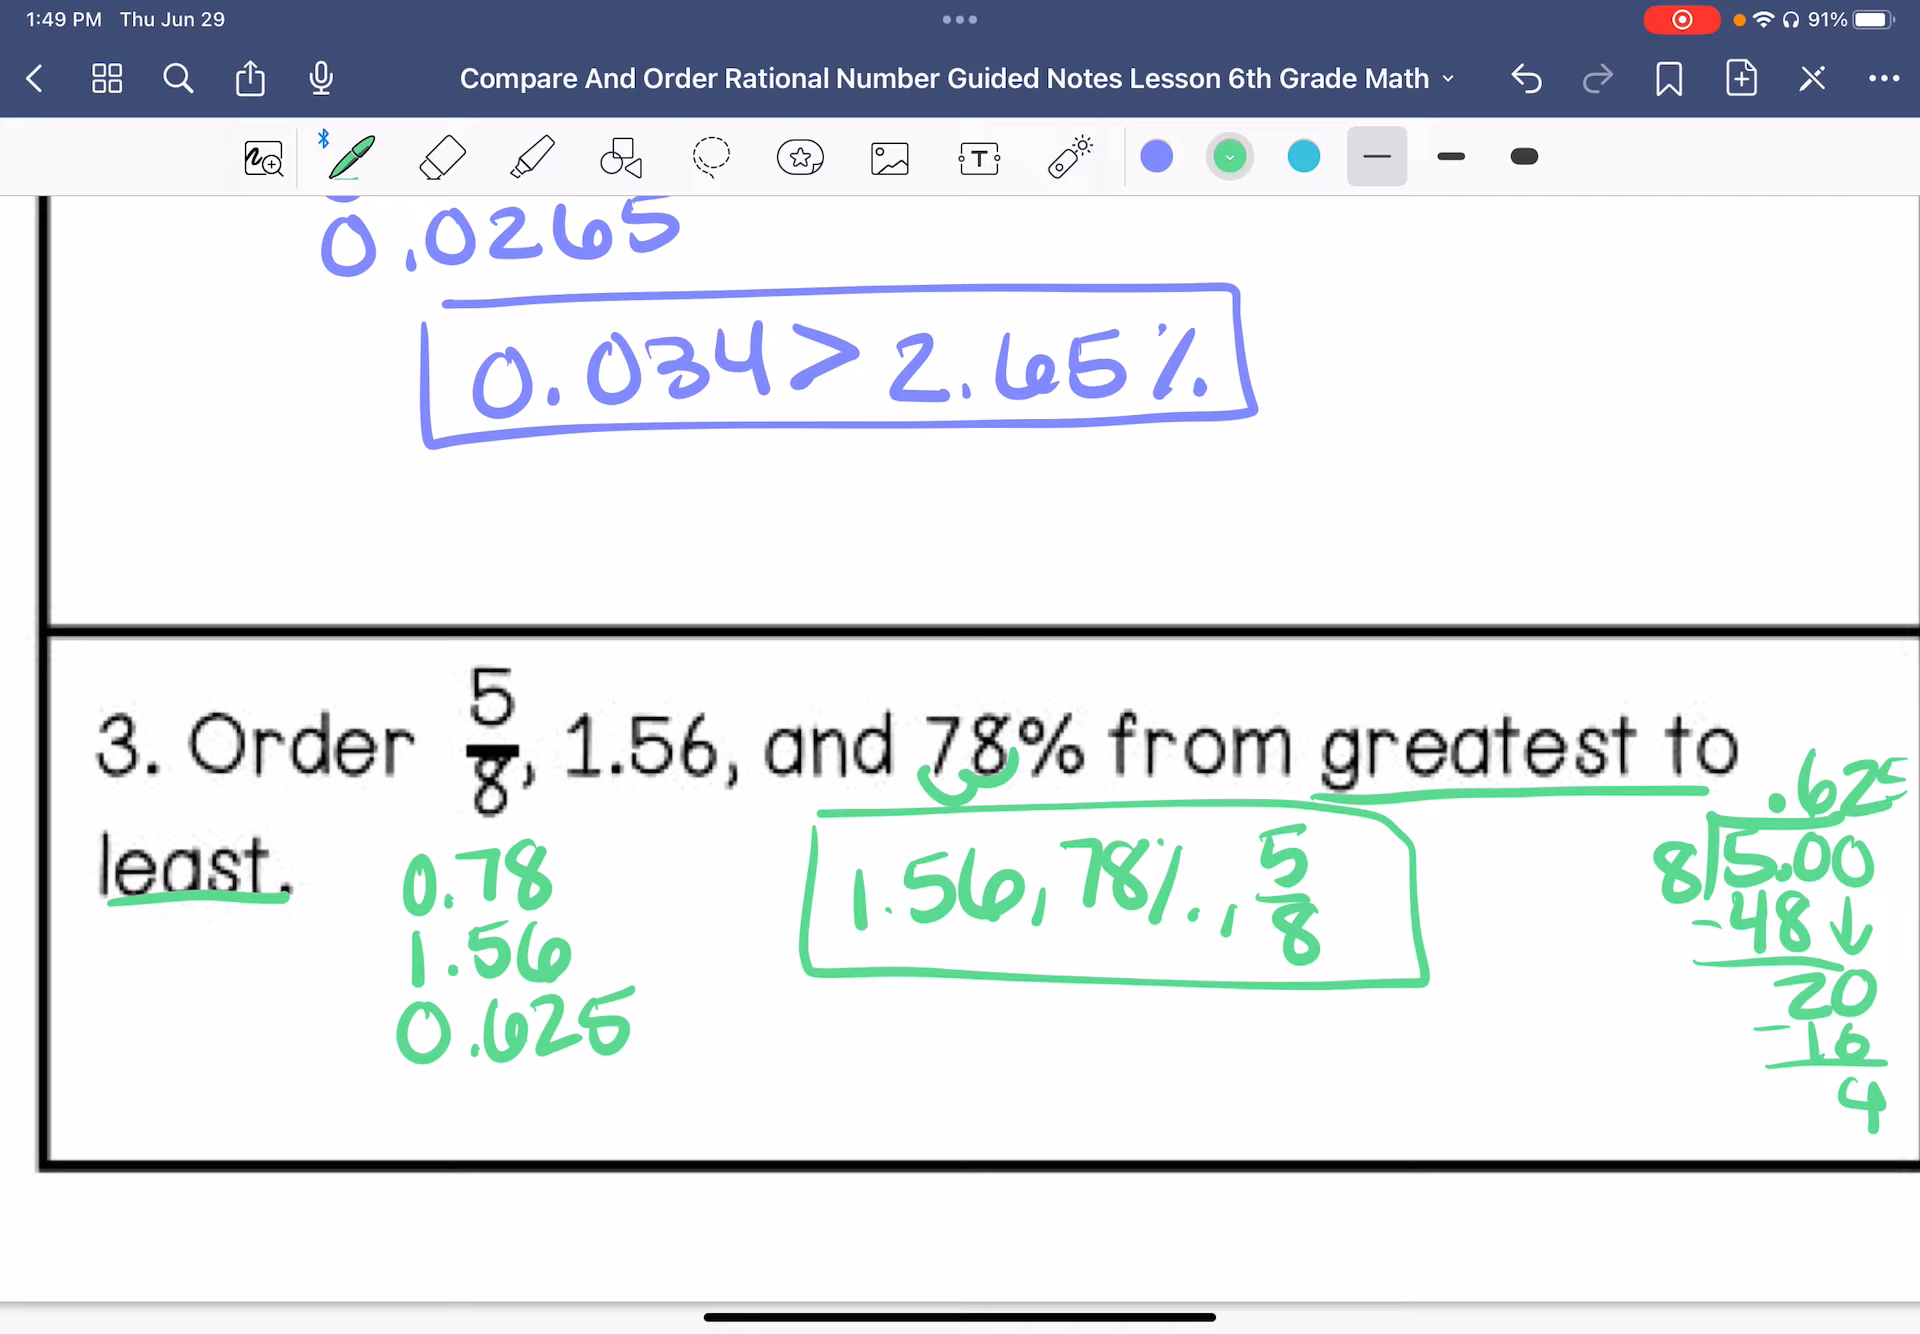 1:49 PM Thu Jun 29
91%
Compare And Order Rational Number Guided Notes Lesson 6th Grade Math
0.0265
0.034 > 2.65%
3. Order 5/8, 1.56, and 78% from greatest to
least.
0.78
1.56
0.625
1.56, 78%, 5/8
.625
8 5.00
-48↓
20
-16
4